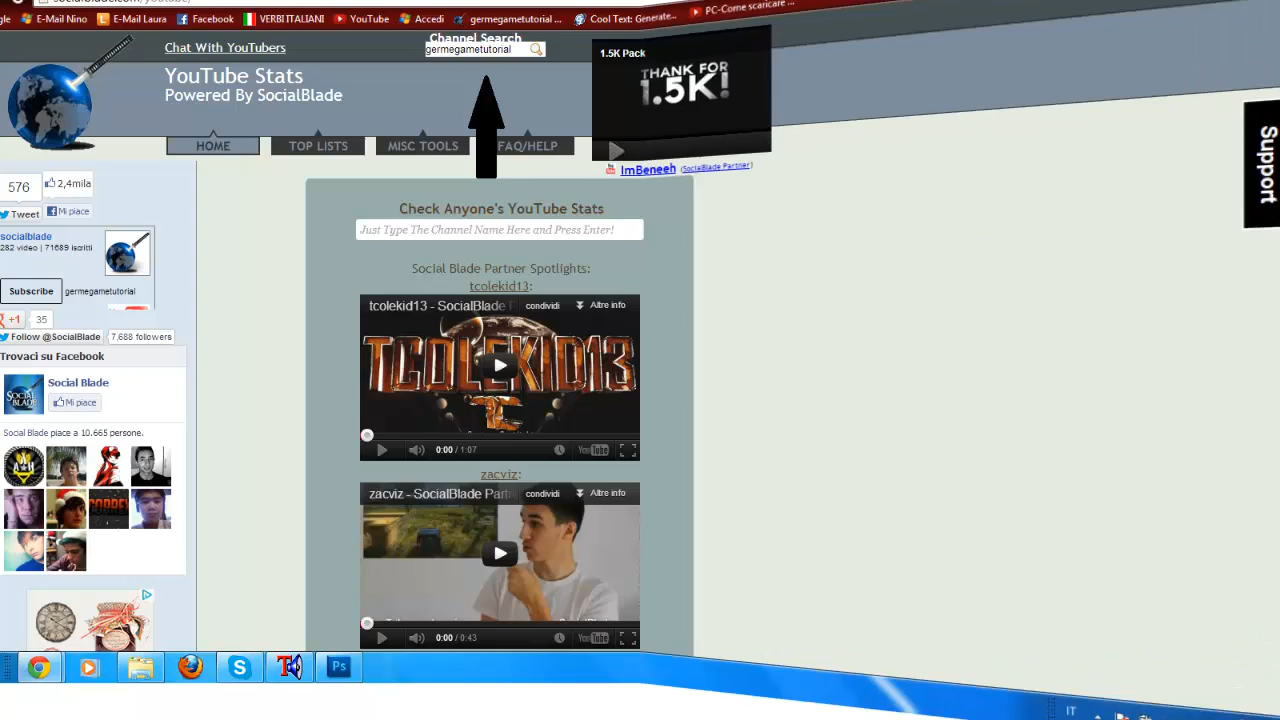 E-Mail Nino
E-Mail Laura
Facebook
VERBI ITALIANI
YouTube
Accedi
germegametutorial ...
Cool Text: Generate...
PC-Come scaricare ...
Chat With YouTubers
Channel Search
germegametutorial
YouTube Stats
Powered By SocialBlade
HOME
TOP LISTS
MISC TOOLS
FAQ/HELP
1.5K Pack
THANK FOR
1.5K!
ImBeneeh (SocialBlade Partner)
Support
576
2,4mila
Tweet
Mi piace
socialblade
282 video | 71689 iscritti
Subscribe
germegametutorial
+1
35
Follow @SocialBlade
7,688 followers
Trovaci su Facebook
Social Blade
SOCIAL
BLADE
Mi piace
Social Blade piace a 10.665 persone.
Check Anyone's YouTube Stats
Just Type The Channel Name Here and Press Enter!
Social Blade Partner Spotlights:
tcolekid13:
tcolekid13 - SocialBlade
condividi
Altre info
TCOLEKID13
TC
0:00 / 1:07
YouTube
zacviz:
zacviz - SocialBlade Partn
condividi
Altre info
0:00 / 0:43
YouTube
Ps
IT